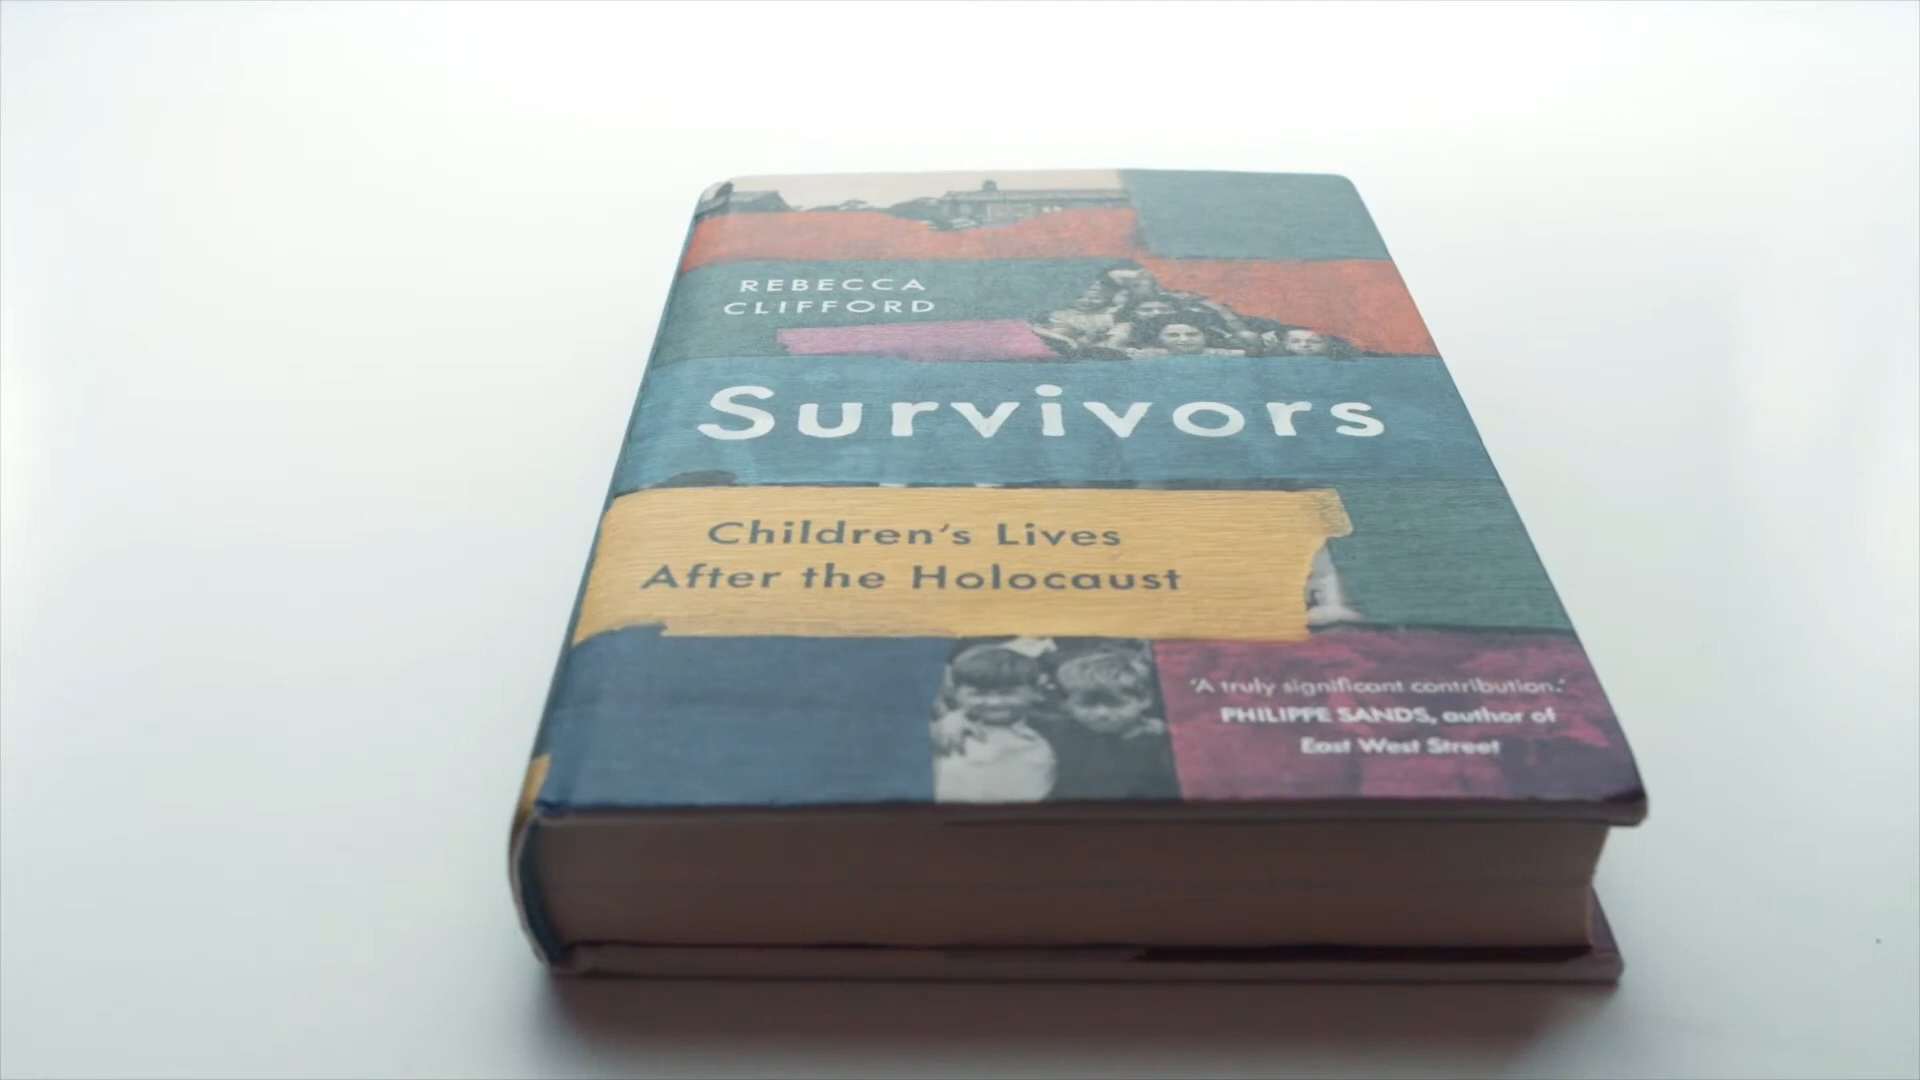 REBECCA
CLIFFORD
Survivors
Children's Lives
After the Holocaust
'A truly significant contribution.'
PHILIPPE SANDS, author of
East West Street